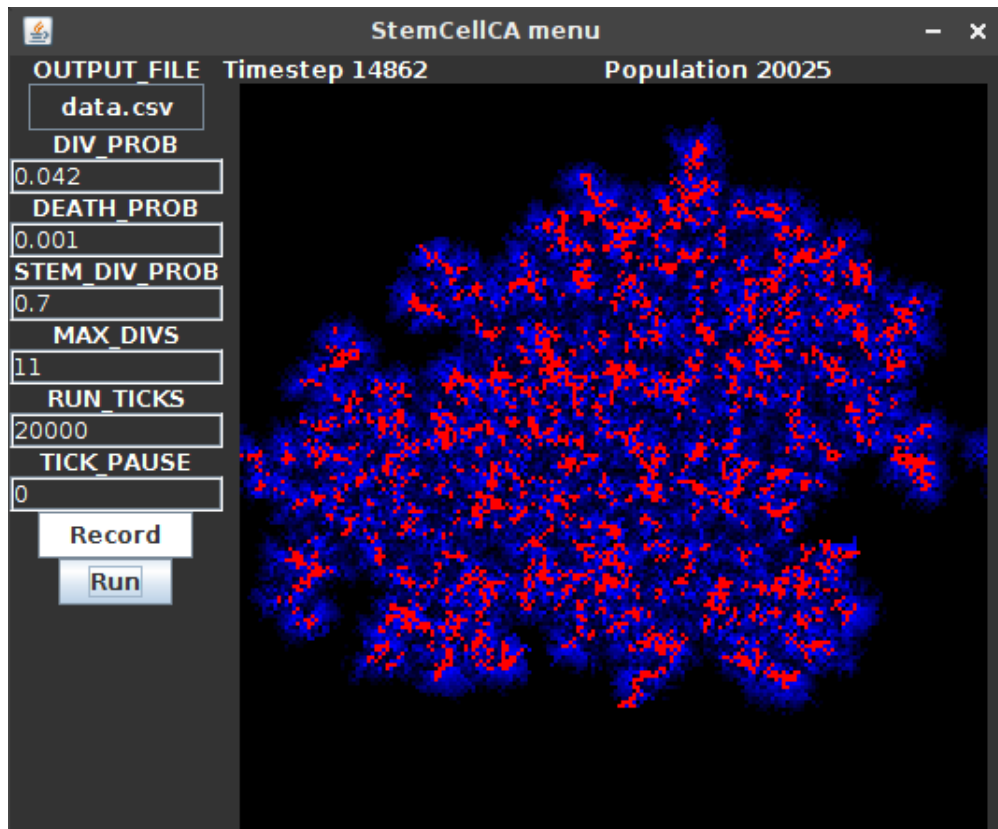 StemCellCA menu
OUTPUT_FILE Timestep 14862 Population 20025
data.csv
DIV_PROB
0.042
DEATH_PROB
0.001
STEM_DIV_PROB
0.7
MAX_DIVS
11
RUN_TICKS
20000
TICK_PAUSE
0
Record
Run